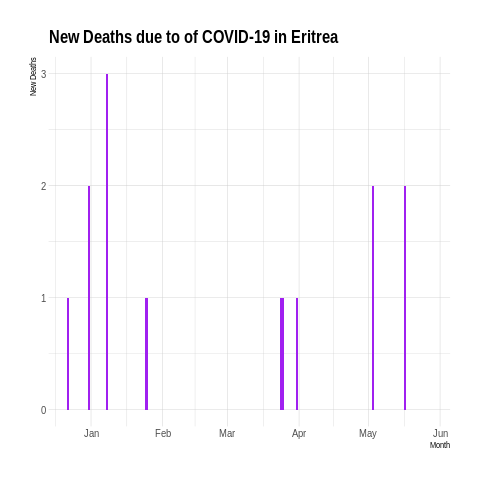 New Deaths due to of COVID-19 in Eritrea
New Deaths
3
2
1
0
Jan Feb Mar Apr May Jun
Month